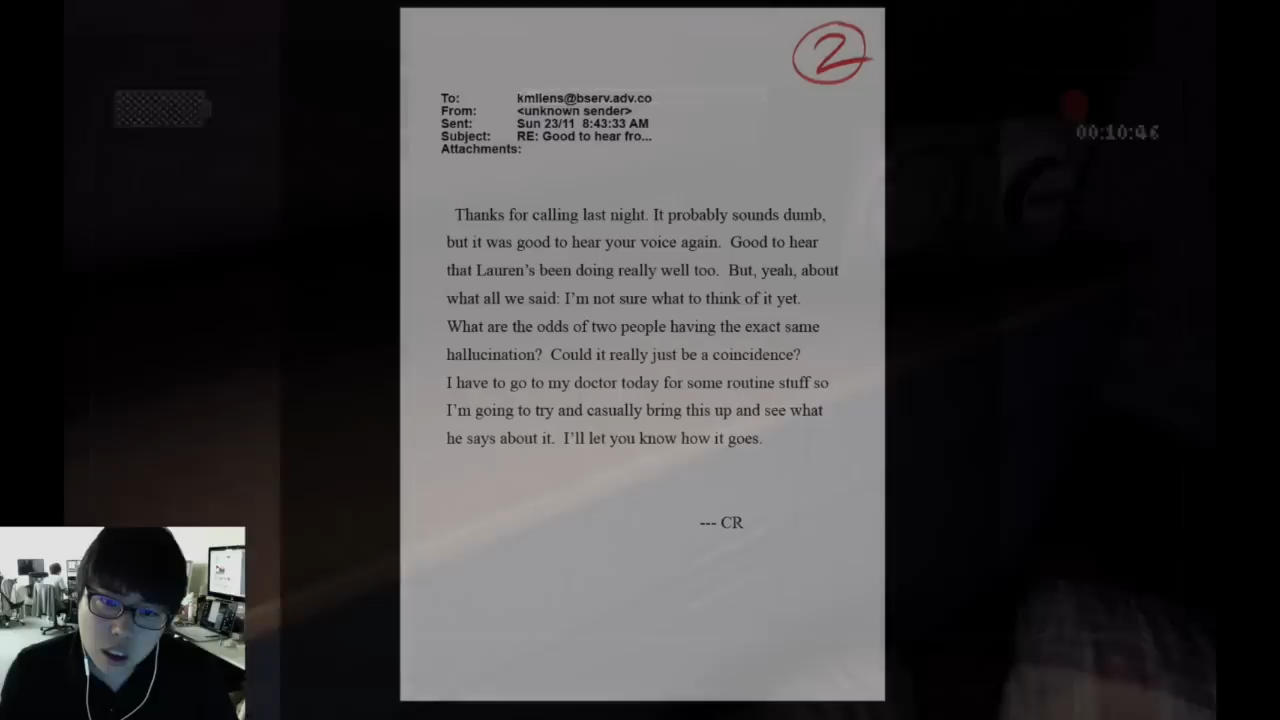 2
To: kmllens@bserv.adv.co
From: <unknown sender>
Sent: Sun 23/11 8:43:33 AM
Subject: RE: Good to hear fro...
Attachments:
00:10:46
Thanks for calling last night. It probably sounds dumb,
but it was good to hear your voice again. Good to hear
that Lauren's been doing really well too. But, yeah, about
what all we said: I'm not sure what to think of it yet.
What are the odds of two people having the exact same
hallucination? Could it really just be a coincidence?
I have to go to my doctor today for some routine stuff so
I'm going to try and casually bring this up and see what
he says about it. I'll let you know how it goes.
--- CR